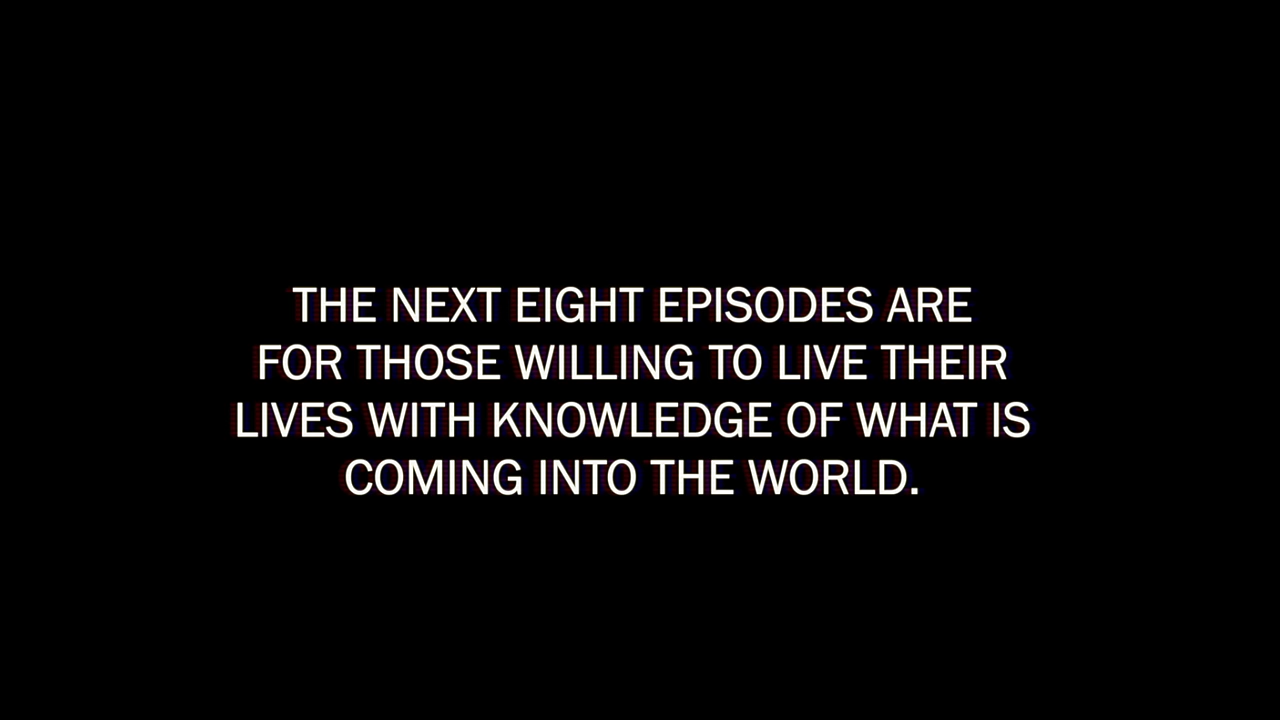 THE NEXT EIGHT EPISODES ARE
FOR THOSE WILLING TO LIVE THEIR
LIVES WITH KNOWLEDGE OF WHAT IS
COMING INTO THE WORLD.